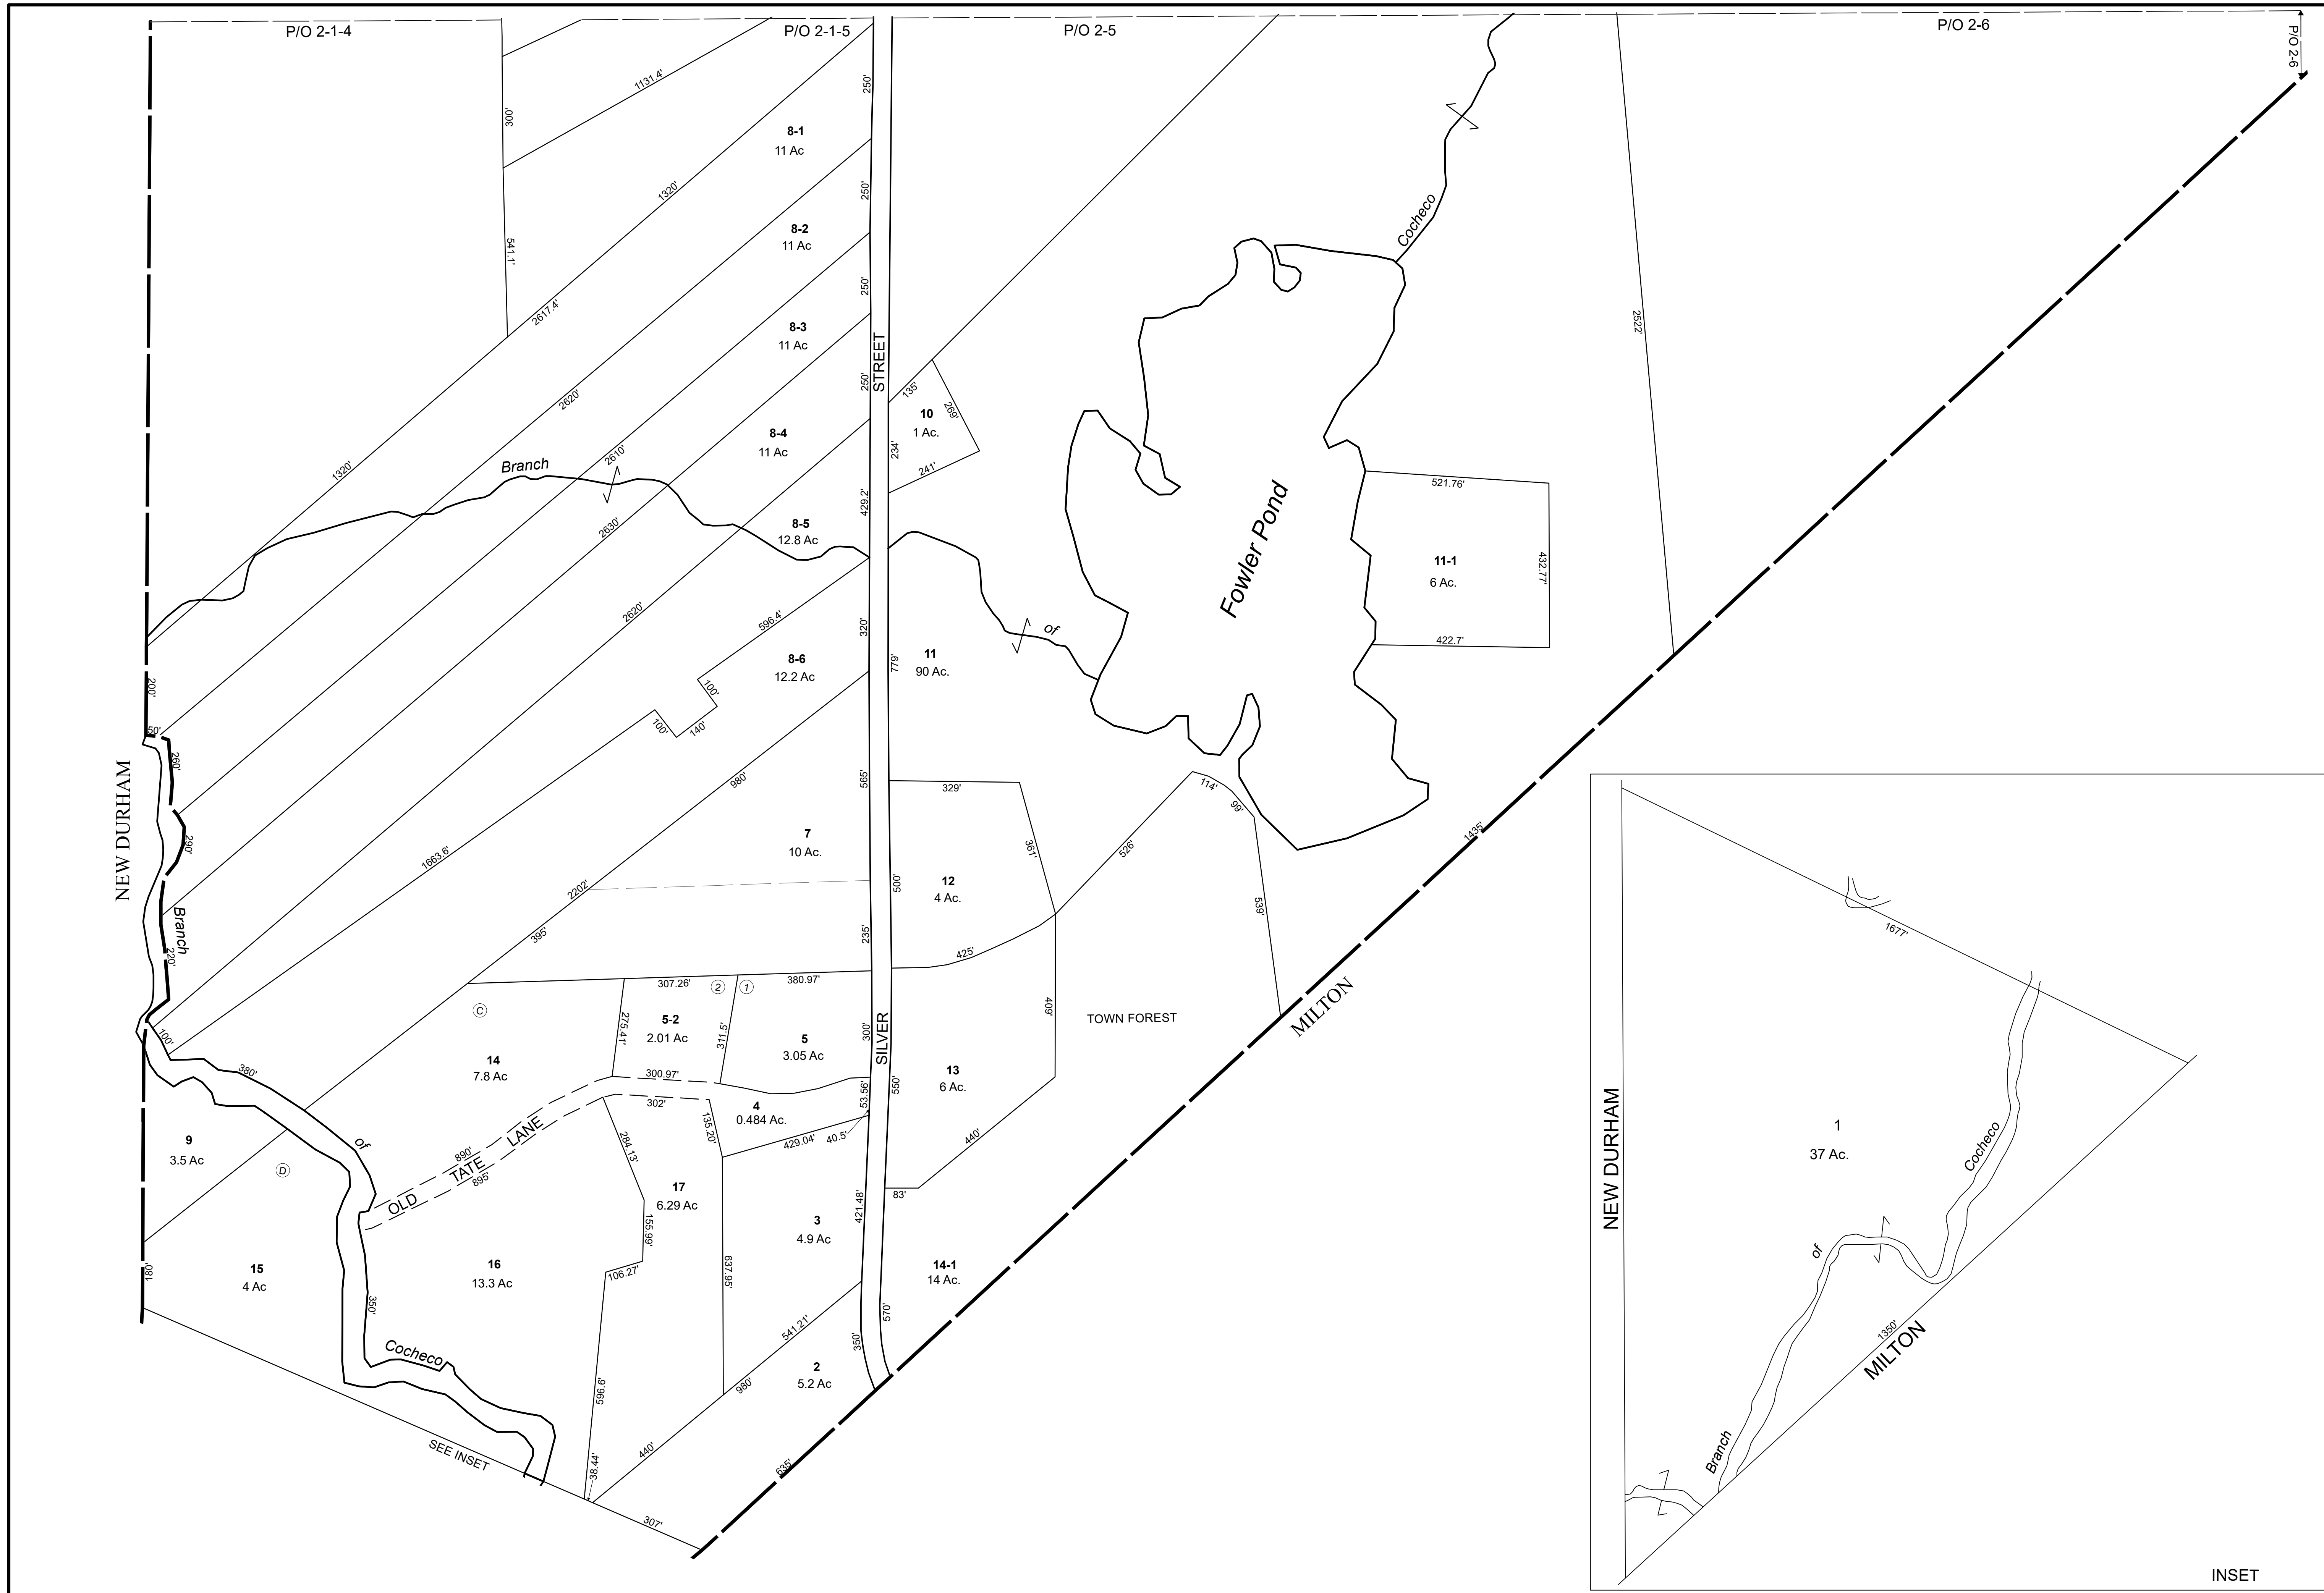 P/O 2-1-4
P/O 2-1-5
P/O 2-5
P/O 2-6
P/O 2-6
300'
1131.4'
250'
541.1'
8-1
11 Ac
1320'
250'
Cocheco
8-2
11 Ac
2617.4'
250'
8-3
11 Ac
2522'
STREET
250'
2620'
135'
269'
10
1 Ac.
234'
241'
8-4
11 Ac
1320'
Branch
2610'
429.2'
8-5
12.8 Ac
2630'
Fowler Pond
521.76'
11-1
6 Ac.
432.77'
422.7'
2620'
596.4'
320'
of
8-6
12.2 Ac
779'
11
90 Ac.
100'
140'
100'
200'
50'
260'
290'
NEW DURHAM
Branch
220'
980'
565'
329'
361'
114'
99'
526'
1435'
7
10 Ac.
1663.6'
2202'
500'
12
4 Ac.
539'
395'
235'
425'
307.26'
2
1
380.97'
C
409'
TOWN FOREST
MILTON
275.41'
5-2
2.01 Ac
311.5'
5
3.05 Ac
300'
SILVER
100'
380'
14
7.8 Ac
300.97'
302'
550'
13
6 Ac.
53.56'
4
0.484 Ac.
135.20'
429.04'
40.5'
of
9
3.5 Ac
D
890'
OLD TATE LANE
895'
284.13'
440'
83'
17
6.29 Ac
155.99'
421.48'
3
4.9 Ac
180'
15
4 Ac
16
13.3 Ac
106.27'
637.95'
14-1
14 Ac.
350'
570'
541.21'
350'
Cocheco
2
5.2 Ac
980'
596.6'
SEE INSET
440'
38.44'
635'
307'
1677'
NEW DURHAM
1
37 Ac.
Cocheco
of
1350'
MILTON
Branch
INSET